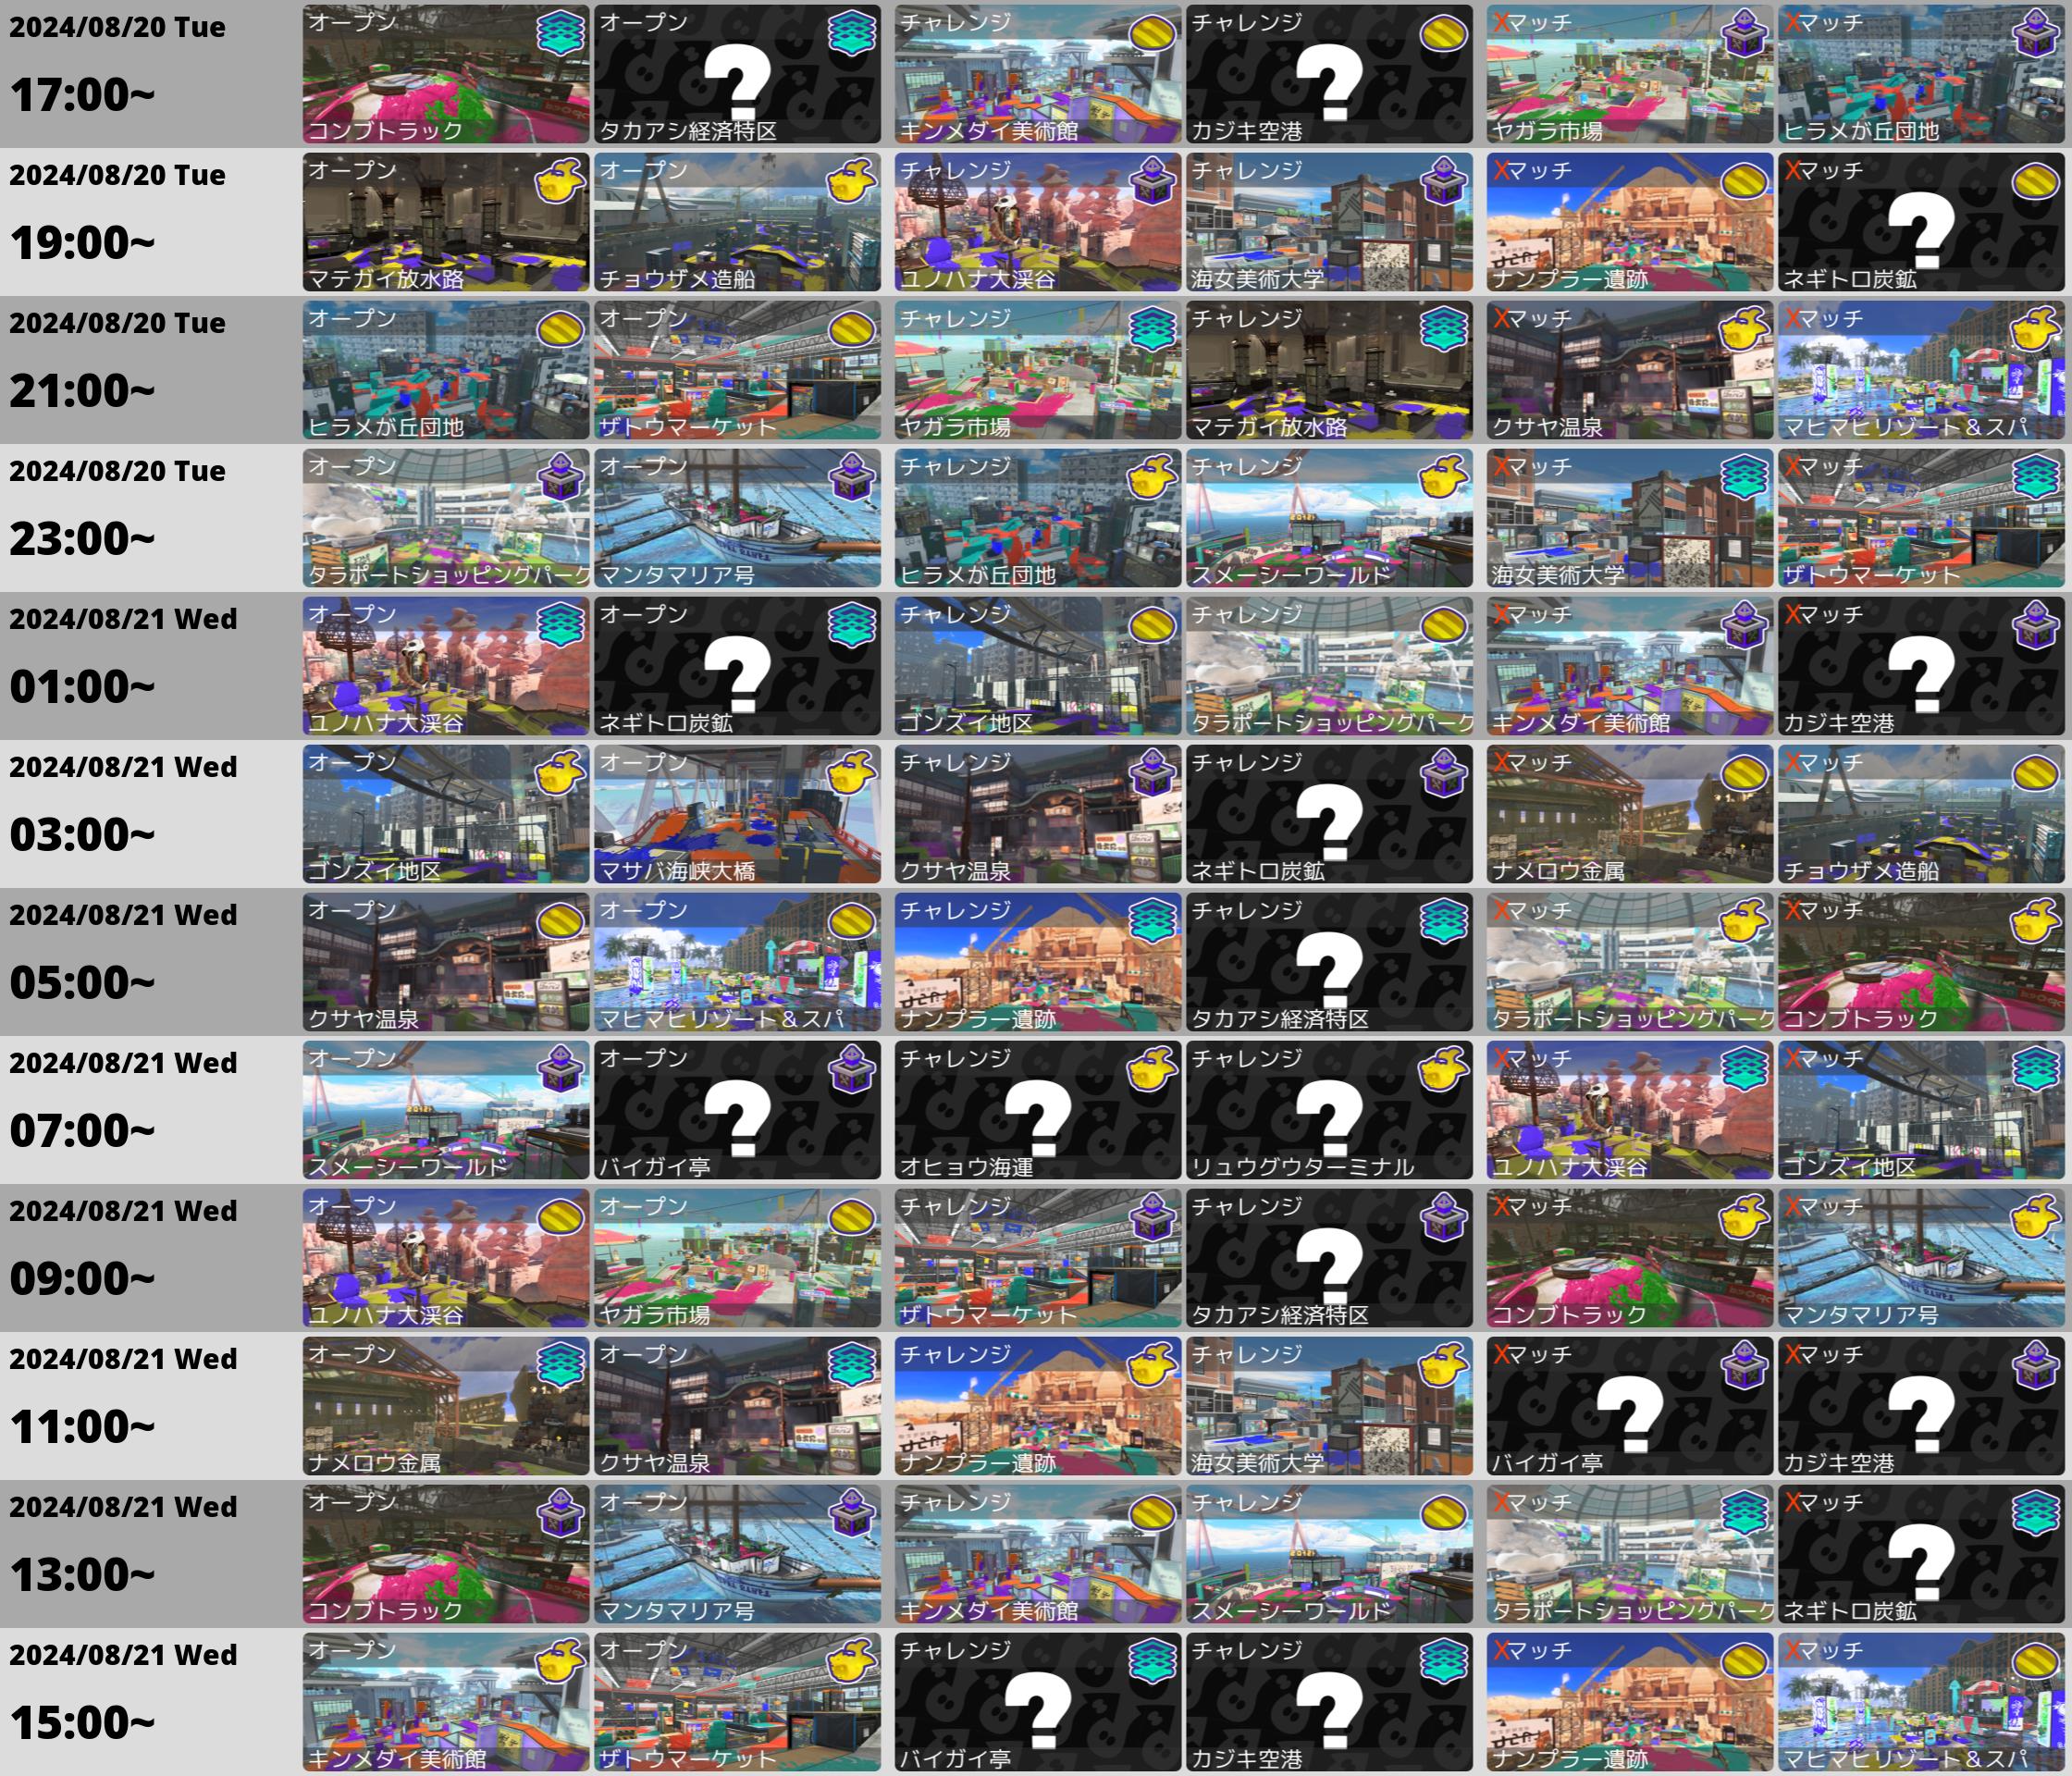 2024/08/20 Tue
17:00~
オープン
コンブトラック
オープン
タカアシ経済特区
チャレンジ
キンメダイ美術館
チャレンジ
カジキ空港
Xマッチ
ヤガラ市場
Xマッチ
ヒラメが丘団地
2024/08/20 Tue
19:00~
オープン
マテガイ放水路
オープン
チョウザメ造船
チャレンジ
ユノハナ大渓谷
チャレンジ
海女美術大学
Xマッチ
ナンプラー遺跡
Xマッチ
ネギトロ炭鉱
2024/08/20 Tue
21:00~
オープン
ヒラメが丘団地
オープン
ザトウマーケット
チャレンジ
ヤガラ市場
チャレンジ
マテガイ放水路
Xマッチ
クサヤ温泉
Xマッチ
マヒマヒリゾート&スパ
2024/08/20 Tue
23:00~
オープン
タラポートショッピングパーク
オープン
マンタマリア号
チャレンジ
ヒラメが丘団地
チャレンジ
スメーシーワールド
Xマッチ
海女美術大学
Xマッチ
ザトウマーケット
2024/08/21 Wed
01:00~
オープン
ユノハナ大渓谷
オープン
ネギトロ炭鉱
チャレンジ
ゴンズイ地区
チャレンジ
タラポートショッピングパーク
Xマッチ
キンメダイ美術館
Xマッチ
カジキ空港
2024/08/21 Wed
03:00~
オープン
ゴンズイ地区
オープン
マサバ海峡大橋
チャレンジ
クサヤ温泉
チャレンジ
ネギトロ炭鉱
Xマッチ
ナメロウ金属
Xマッチ
チョウザメ造船
2024/08/21 Wed
05:00~
オープン
クサヤ温泉
オープン
マヒマヒリゾート&スパ
チャレンジ
ナンプラー遺跡
チャレンジ
タカアシ経済特区
Xマッチ
タラポートショッピングパーク
Xマッチ
コンブトラック
2024/08/21 Wed
07:00~
オープン
スメーシーワールド
オープン
バイガイ亭
チャレンジ
オヒョウ海運
チャレンジ
リュウグウターミナル
Xマッチ
ユノハナ大渓谷
Xマッチ
ゴンズイ地区
2024/08/21 Wed
09:00~
オープン
ユノハナ大渓谷
オープン
ヤガラ市場
チャレンジ
ザトウマーケット
チャレンジ
タカアシ経済特区
Xマッチ
コンブトラック
Xマッチ
マンタマリア号
2024/08/21 Wed
11:00~
オープン
ナメロウ金属
オープン
クサヤ温泉
チャレンジ
ナンプラー遺跡
チャレンジ
海女美術大学
Xマッチ
バイガイ亭
Xマッチ
カジキ空港
2024/08/21 Wed
13:00~
オープン
コンブトラック
オープン
マンタマリア号
チャレンジ
キンメダイ美術館
チャレンジ
スメーシーワールド
Xマッチ
タラポートショッピングパーク
Xマッチ
ネギトロ炭鉱
2024/08/21 Wed
15:00~
オープン
キンメダイ美術館
オープン
ザトウマーケット
チャレンジ
バイガイ亭
チャレンジ
カジキ空港
Xマッチ
ナンプラー遺跡
Xマッチ
マヒマヒリゾート&スパ